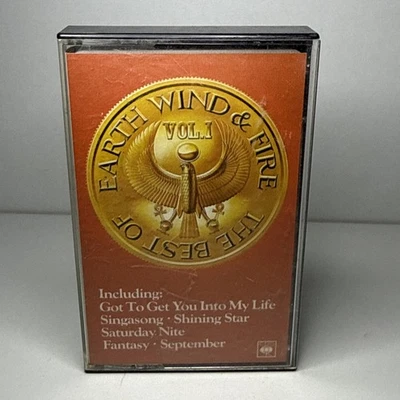 THE BEST OF EARTH WIND & FIRE
VOL.I
Including:
Got To Get You Into My Life
Singasong · Shining Star
Saturday Nite
Fantasy · September